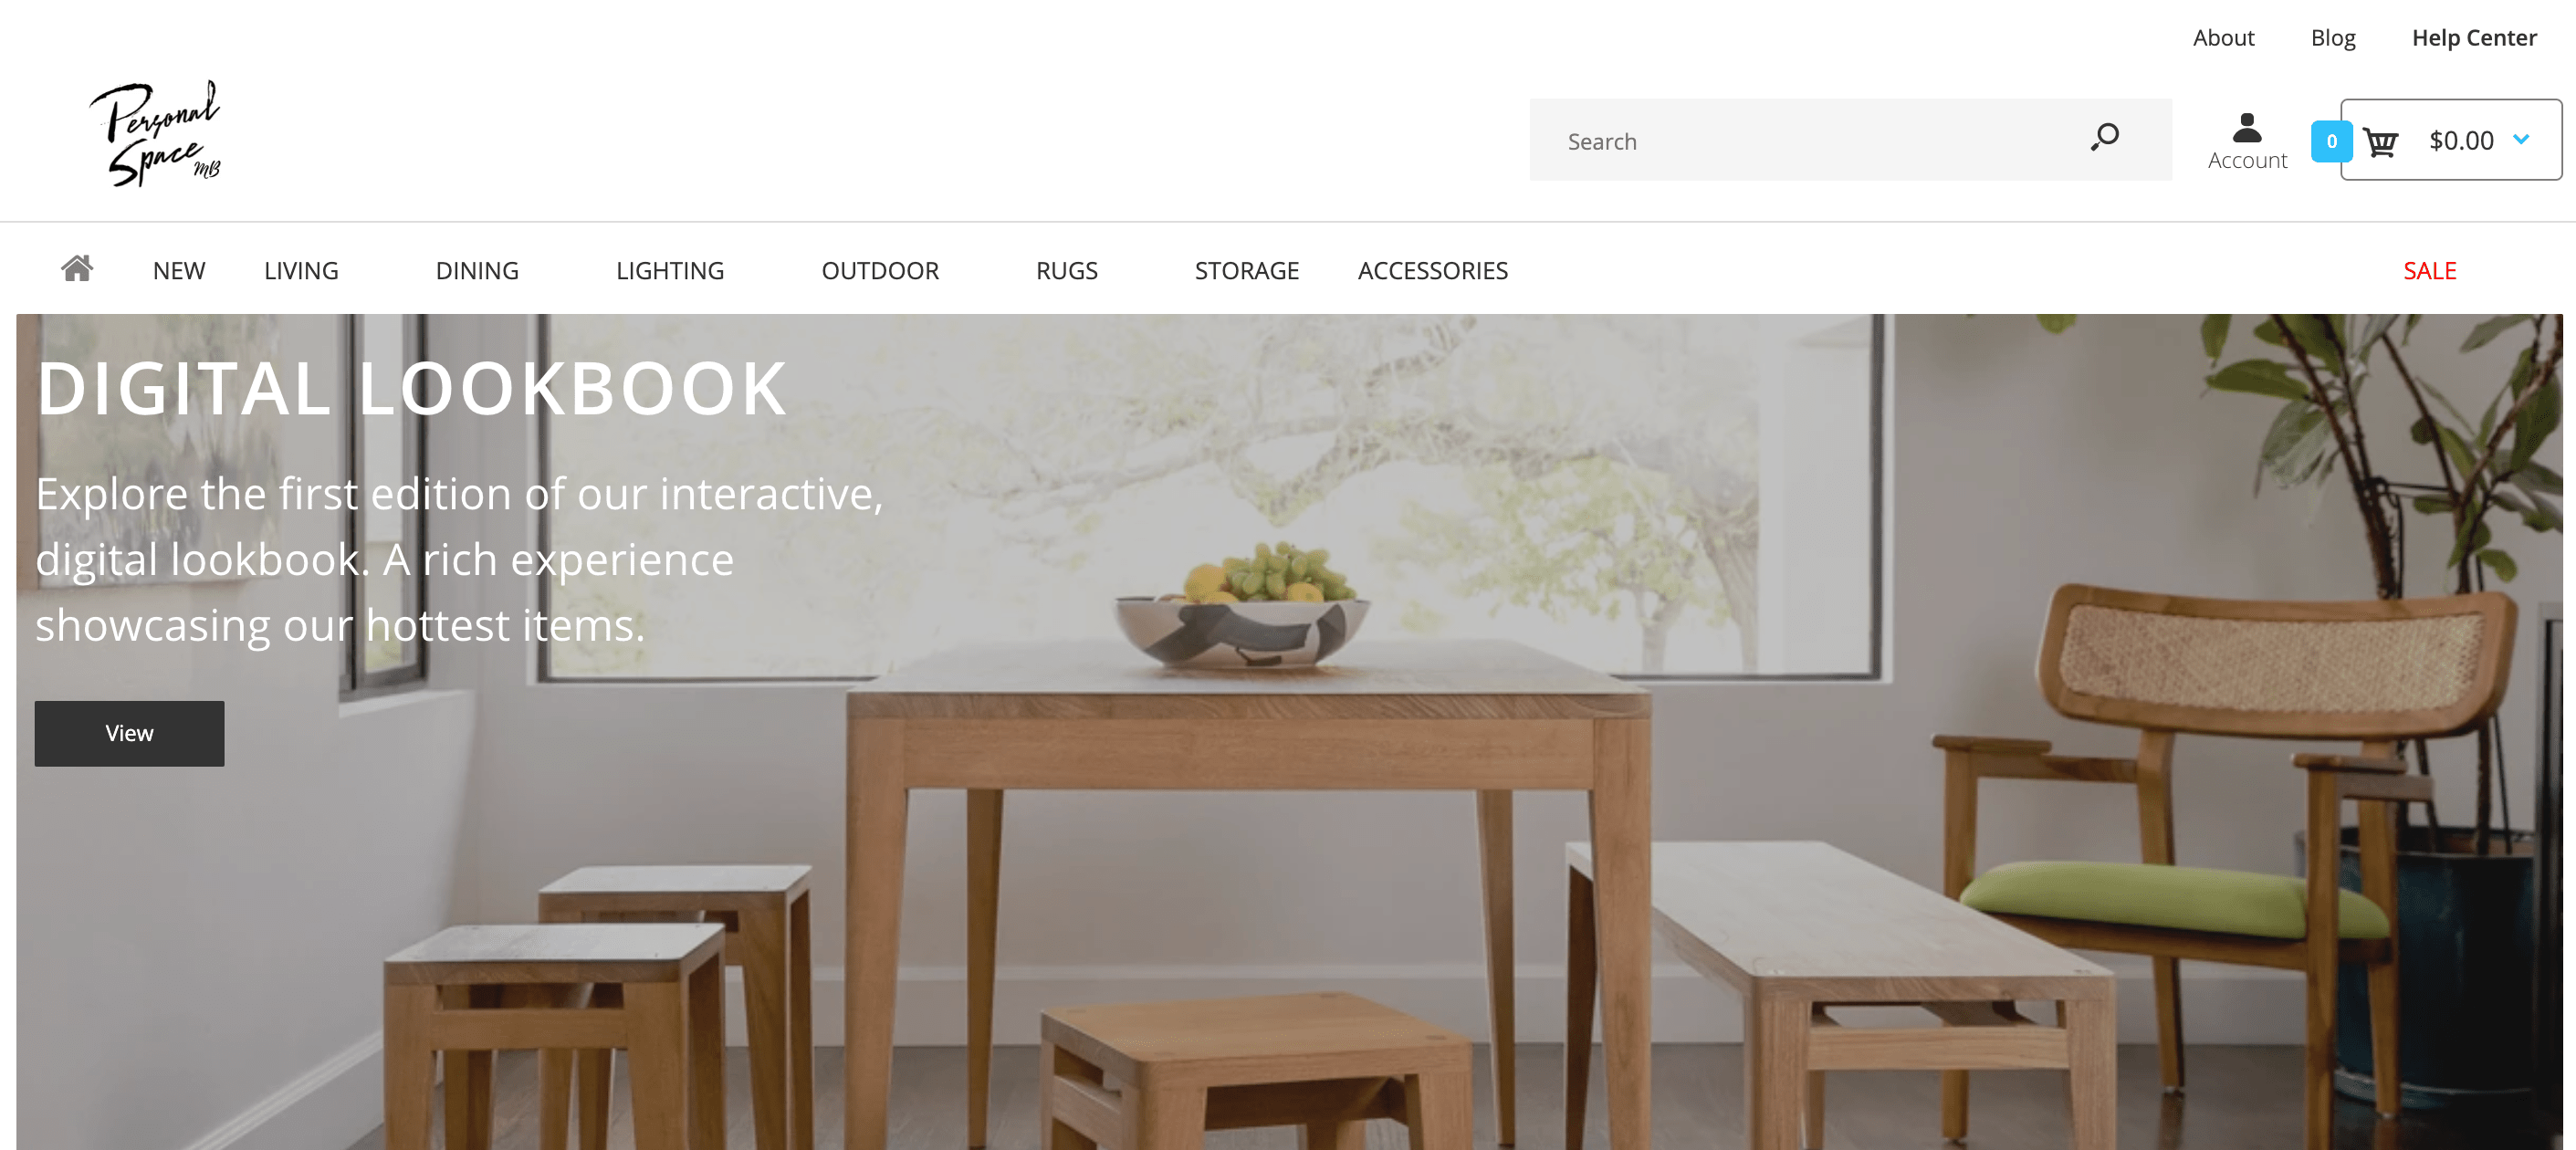 About Blog Help Center
Personal
Space MB
Search
Account
0
$0.00
NEW LIVING DINING LIGHTING OUTDOOR RUGS STORAGE ACCESSORIES SALE
DIGITAL LOOKBOOK
Explore the first edition of our interactive,
digital lookbook. A rich experience
showcasing our hottest items.
View